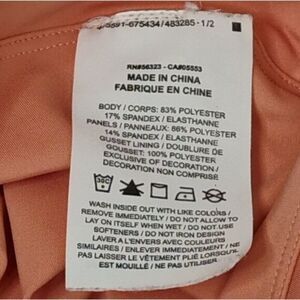 5891-675434/483285-1/2
RN#56323 - CA#05553
MADE IN CHINA
FABRIQUE EN CHINE
BODY / CORPS: 83% POLYESTER
17% SPANDEX / ELASTHANNE
PANELS / PANNEAUX: 86% POLYESTER
14% SPANDEX / ELASTHANNE
GUSSET LINING / DOUBLURE DE
GOUSSET: 100% POLYESTER
EXCLUSIVE OF DECORATION /
DECORATION NON COMPRISE
30C
WASH INSIDE OUT WITH LIKE COLORS /
REMOVE IMMEDIATELY / DO NOT ALLOW TO
LAY ON ITSELF WHEN WET / DO NOT USE
SOFTENERS / DO NOT IRON DESIGN
LAVER A L'ENVERS AVEC COULEURS
SIMILAIRES / ENLEVER IMMEDIATEMENT / NE
PAS LAISSER LE VÊTEMENT PLIÉ LORSQU'IL
EST MOUILLÉ / NE PAS UTILISER